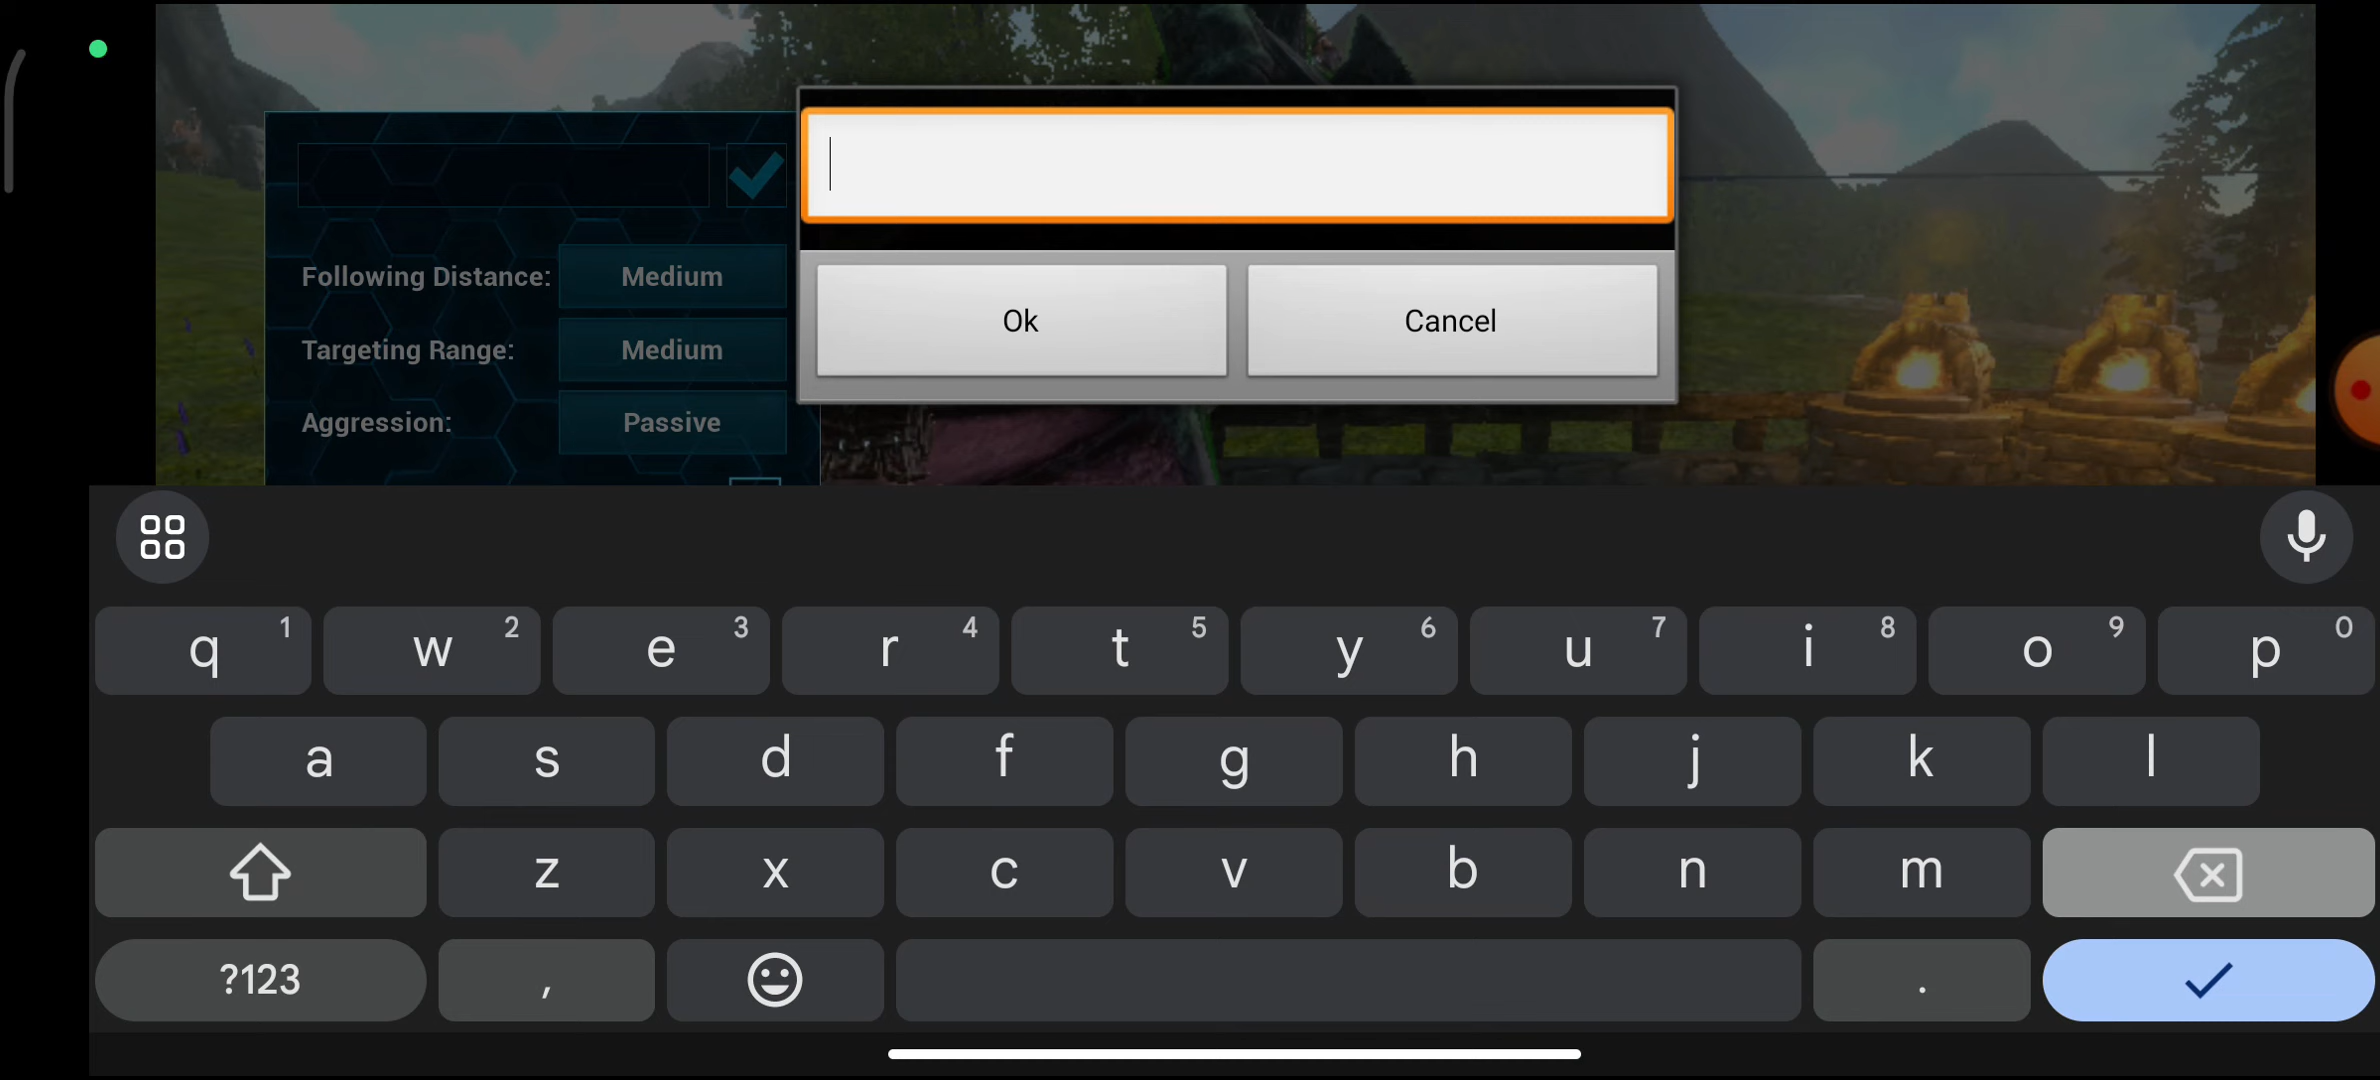 Following Distance: Medium
Targeting Range: Medium
Aggression: Passive
Ok Cancel
q 1 w 2 e 3 r 4 t 5 y 6 u 7 i 8 o 9 p 0
a s d f g h j k l
z x c v b n m
?123 , .